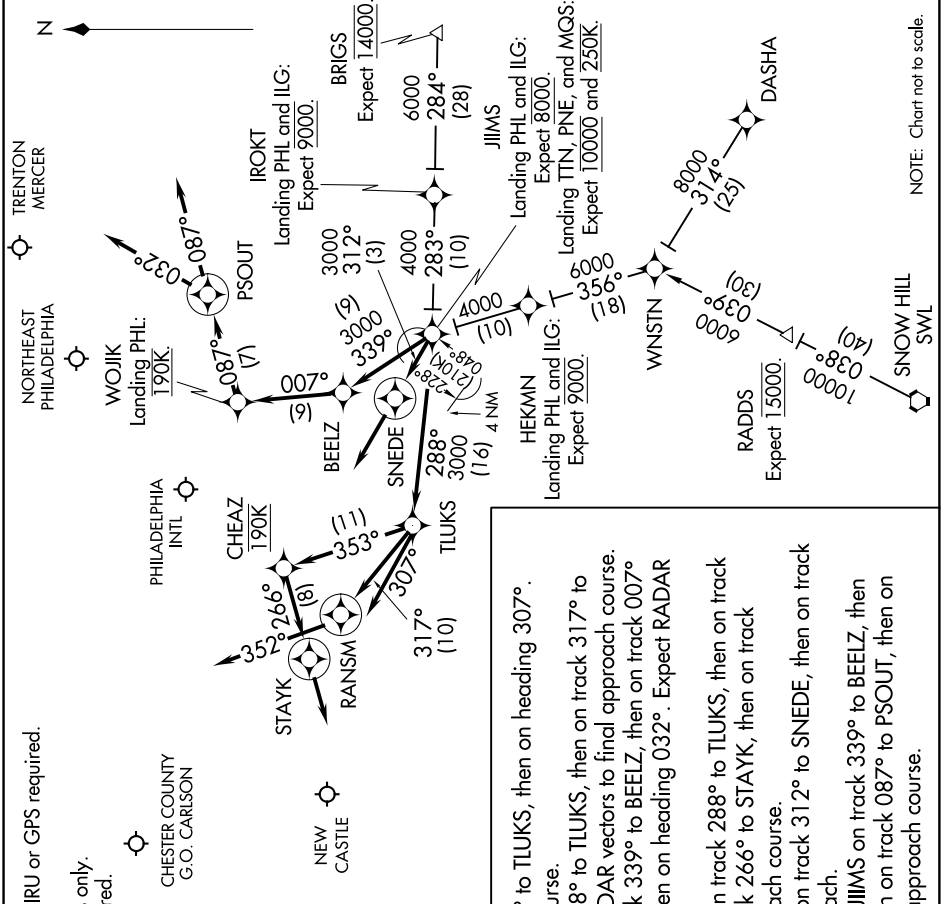 IRU or GPS required.
only.
red.
N
TRENTON
MERCER
NORTHEAST
PHILADELPHIA
PHILADELPHIA
INTL
CHESTER COUNTY
G.O. CARLSON
NEW
CASTLE
032°
087°
PSOUT
087°
(7)
WOJIK
Landing PHL:
190K.
007°
(9)
BEELZ
(9)
3000
339°
SNEDE
3000
312°
(3)
IROKT
Landing PHL and ILG:
Expect 9000.
4000
283°
(10)
BRIGS
Expect 14000.
6000
284°
(28)
JIIMS
Landing PHL and ILG:
Expect 8000.
Landing TTN, PNE, and MQS:
Expect 10000 and 250K.
048°
(210K)
228°
4 NM
288°
3000
(16)
TLUKS
CHEAZ
190K
(11)
353°
266°
(8)
307°
317°
(10)
352°
STAYK
RANSM
4000
(10)
HEKMN
Landing PHL and ILG:
Expect 9000.
6000
356°
(18)
WNSTN
8000
314°
(25)
DASHA
(30)
039°
6000
RADDS
Expect 15000.
(40)
038°
10000
SNOW HILL
SWL
NOTE: Chart not to scale.
° to TLUKS, then on heading 307°.
urse.
8° to TLUKS, then on track 317° to
DAR vectors to final approach course.
k 339° to BEELZ, then on track 007°
en on heading 032°. Expect RADAR
n track 288° to TLUKS, then on track
k 266° to STAYK, then on track
ach course.
on track 312° to SNEDE, then on track
ach.
JIIMS on track 339° to BEELZ, then
n on track 087° to PSOUT, then on
approach course.